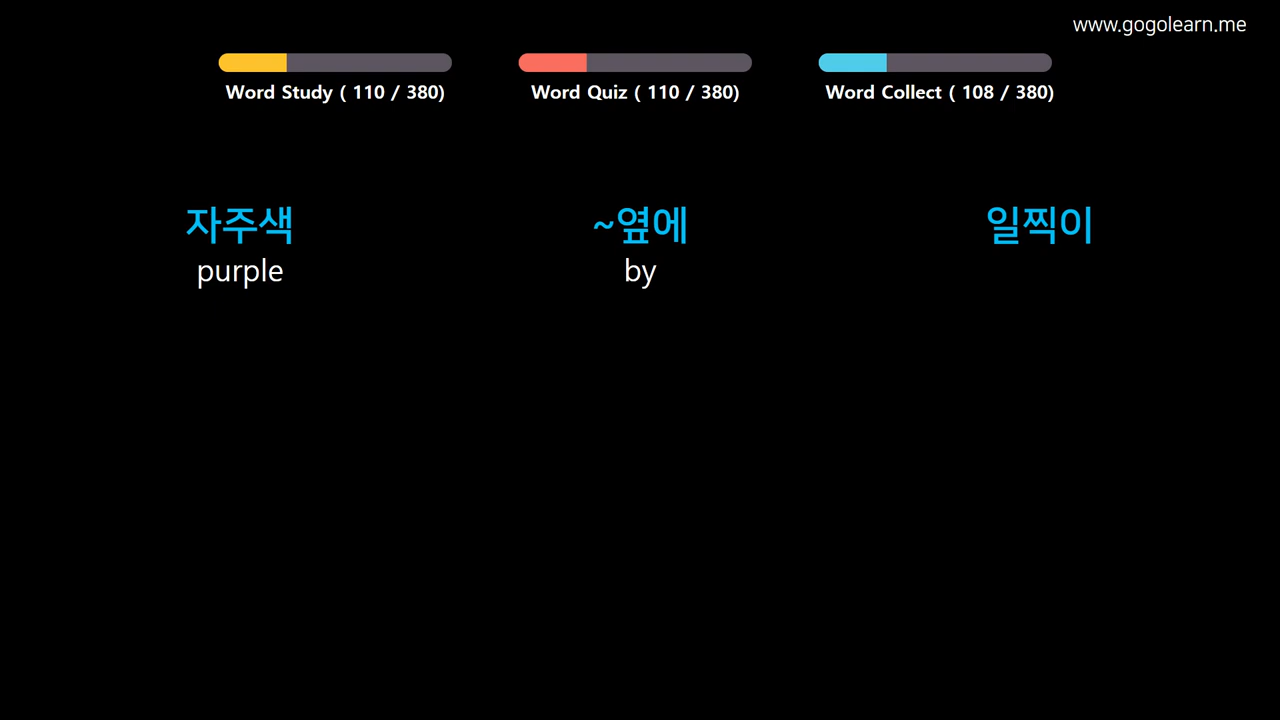 www.gogolearn.me
Word Study ( 110 / 380)
Word Quiz ( 110 / 380)
Word Collect ( 108 / 380)
자주색
purple
~옆에
by
일찍이